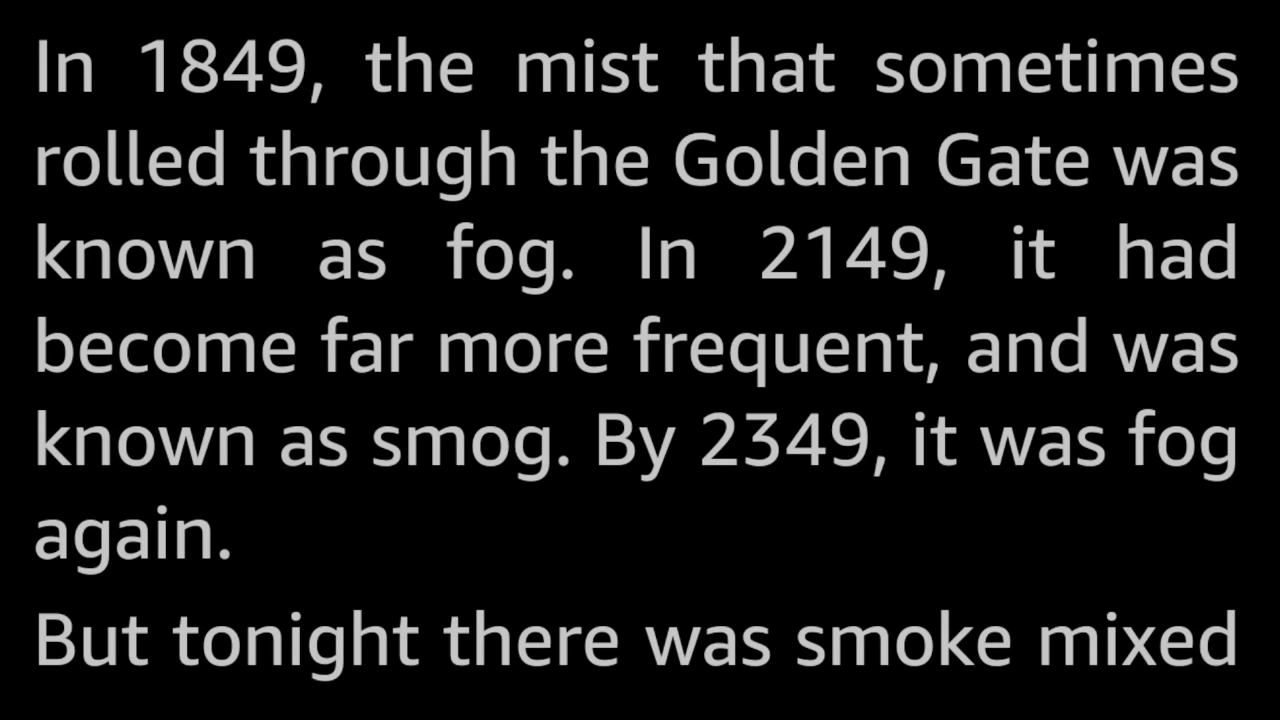 In 1849, the mist that sometimes
rolled through the Golden Gate was
known as fog. In 2149, it had
become far more frequent, and was
known as smog. By 2349, it was fog
again.
But tonight there was smoke mixed